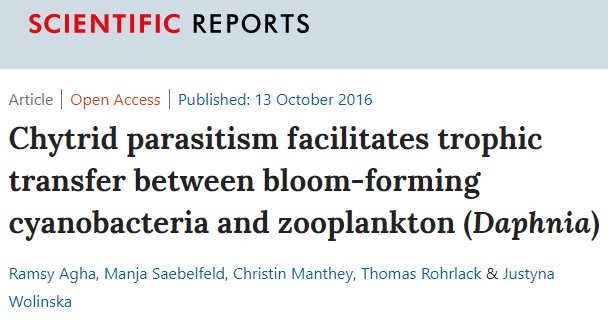 SCIENTIFIC REPORTS
Article | Open Access | Published: 13 October 2016
Chytrid parasitism facilitates trophic
transfer between bloom-forming
cyanobacteria and zooplankton (Daphnia)
Ramsy Agha, Manja Saebelfeld, Christin Manthey, Thomas Rohrlack & Justyna
Wolinska